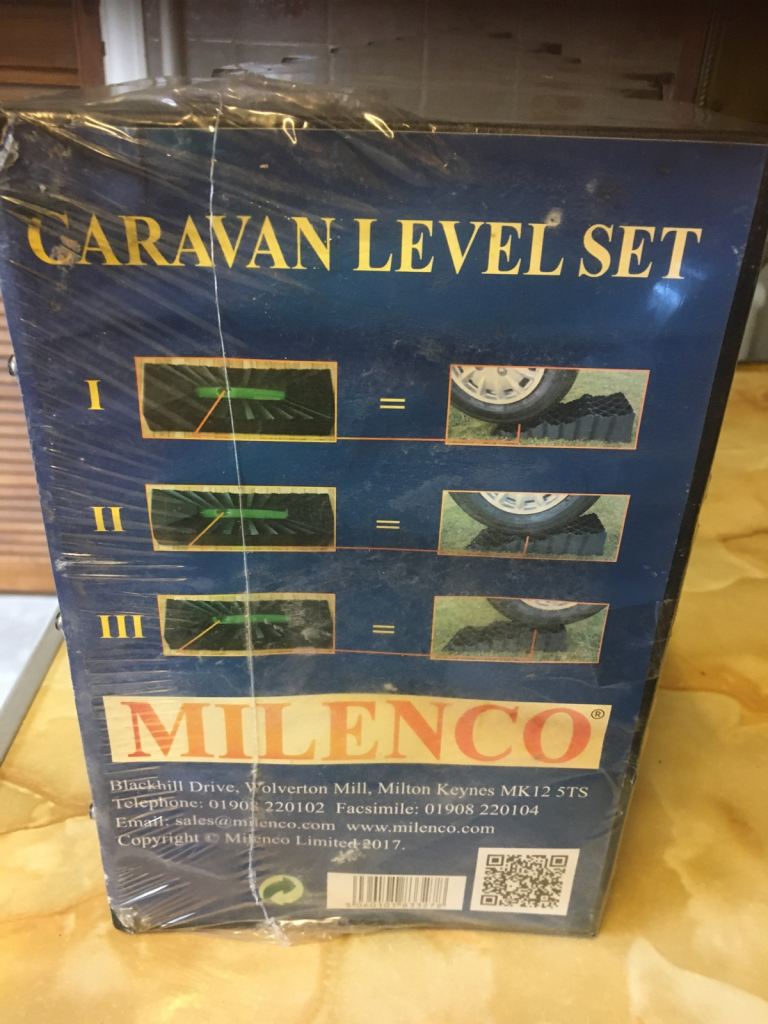 CARAVAN LEVEL SET
I =
II =
III =
MILENCO®
Blackhill Drive, Wolverton Mill, Milton Keynes MK12 5TS
Telephone: 01908 220102 Facsimile: 01908 220104
Email: sales@milenco.com www.milenco.com
Copyright © Milenco Limited 2017.